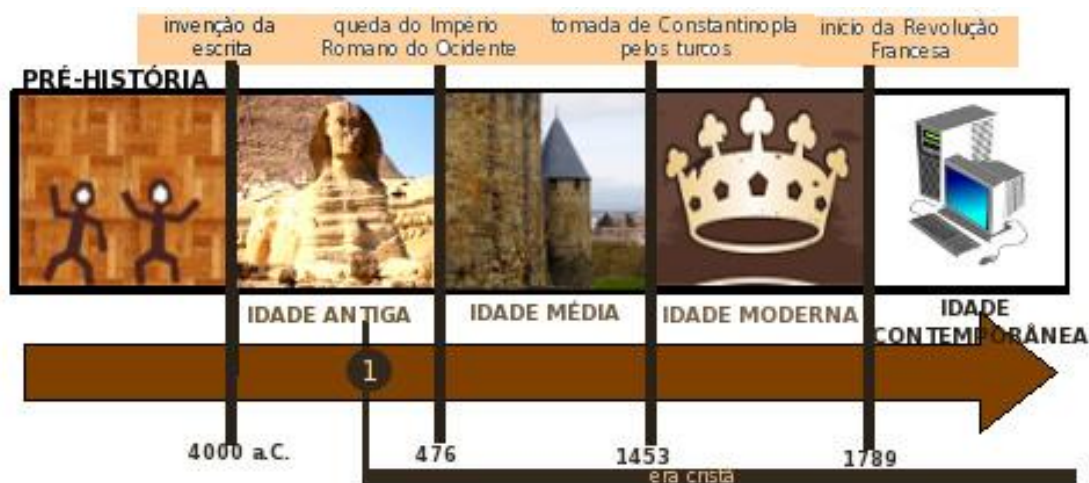 invenção da
escrita
queda do Império
Romano do Ocidente
tomada de Constantinopla
pelos turcos
início da Revolução
Francesa
PRÉ-HISTÓRIA
IDADE ANTIGA
IDADE MÉDIA
IDADE MODERNA
IDADE
CONTEMPORÂNEA
1
4000 a.C.
476
1453
1789
era cristã